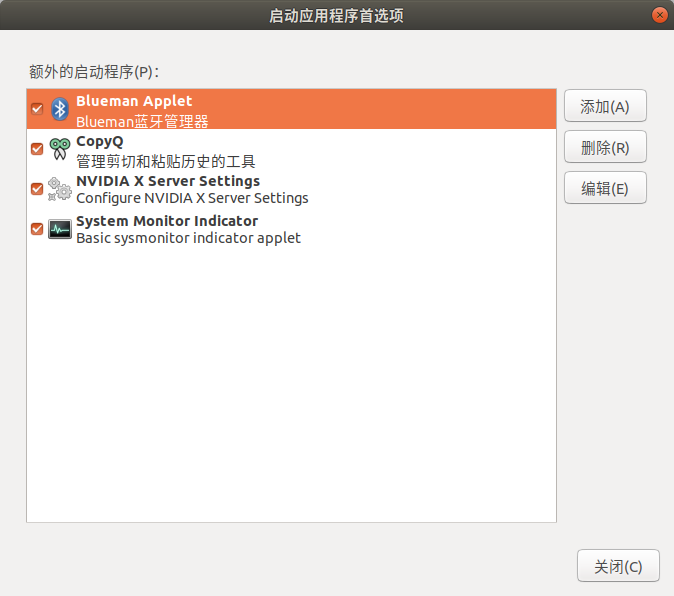 启动应用程序首选项
额外的启动程序(P)：
Blueman Applet
Blueman蓝牙管理器
CopyQ
管理剪切和粘贴历史的工具
NVIDIA X Server Settings
Configure NVIDIA X Server Settings
System Monitor Indicator
Basic sysmonitor indicator applet
添加(A)
删除(R)
编辑(E)
关闭(C)